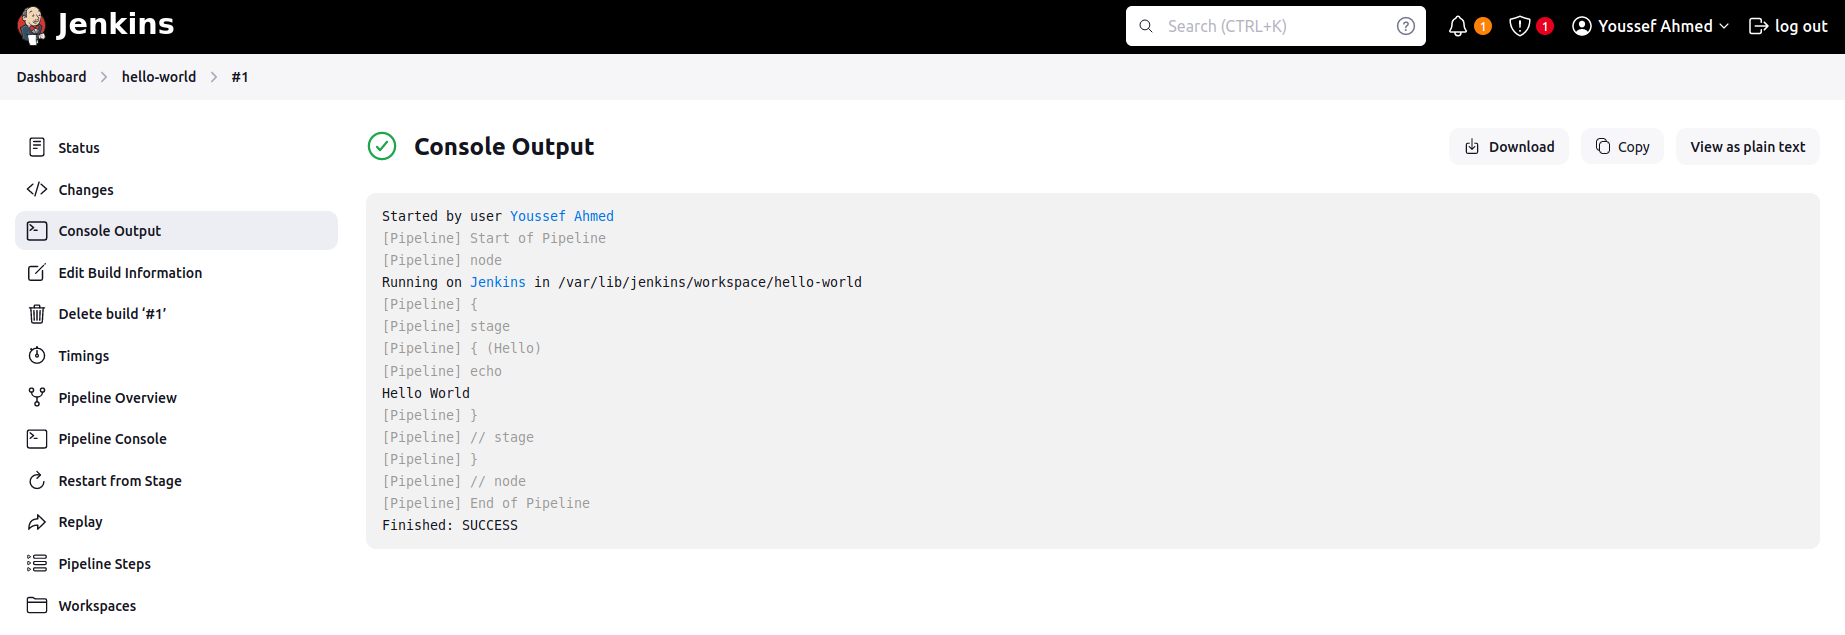 Jenkins
Search (CTRL+K)
1
1
Youssef Ahmed
log out
Dashboard
hello-world
#1
Status
Changes
Console Output
Edit Build Information
Delete build ‘#1’
Timings
Pipeline Overview
Pipeline Console
Restart from Stage
Replay
Pipeline Steps
Workspaces
Console Output
Download
Copy
View as plain text
Started by user Youssef Ahmed
[Pipeline] Start of Pipeline
[Pipeline] node
Running on Jenkins in /var/lib/jenkins/workspace/hello-world
[Pipeline] {
[Pipeline] stage
[Pipeline] { (Hello)
[Pipeline] echo
Hello World
[Pipeline] }
[Pipeline] // stage
[Pipeline] }
[Pipeline] // node
[Pipeline] End of Pipeline
Finished: SUCCESS